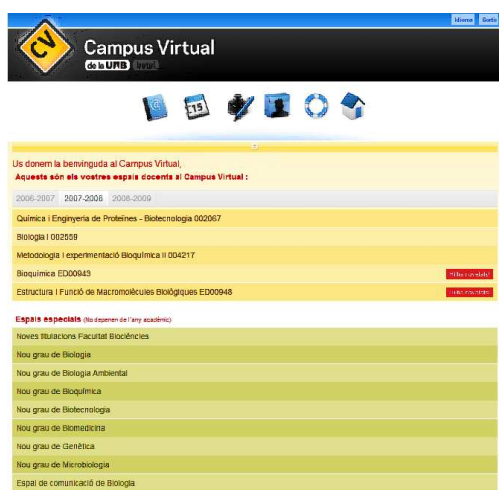 Idioma Sortir
CV
Campus Virtual
de la UAB
15
Us donem la benvinguda al Campus Virtual,
Aquests són els vostres espais docents al Campus Virtual :
2006-2007 2007-2008 2008-2009
Química i Enginyeria de Proteïnes - Biotecnologia 002067
Biologia I 002559
Metodologia i experimentació Bioquímica II 004217
Bioquímica ED00943
Estructura i Funció de Macromolècules Biològiques ED00948
Espais especials (No depenen de l'any acadèmic)
Noves titulacions Facultat Biociències
Nou grau de Biologia
Nou grau de Biologia Ambiental
Nou grau de Bioquímica
Nou grau de Biotecnologia
Nou grau de Biomedicina
Nou grau de Genètica
Nou grau de Microbiologia
Espai de comunicació de Biologia